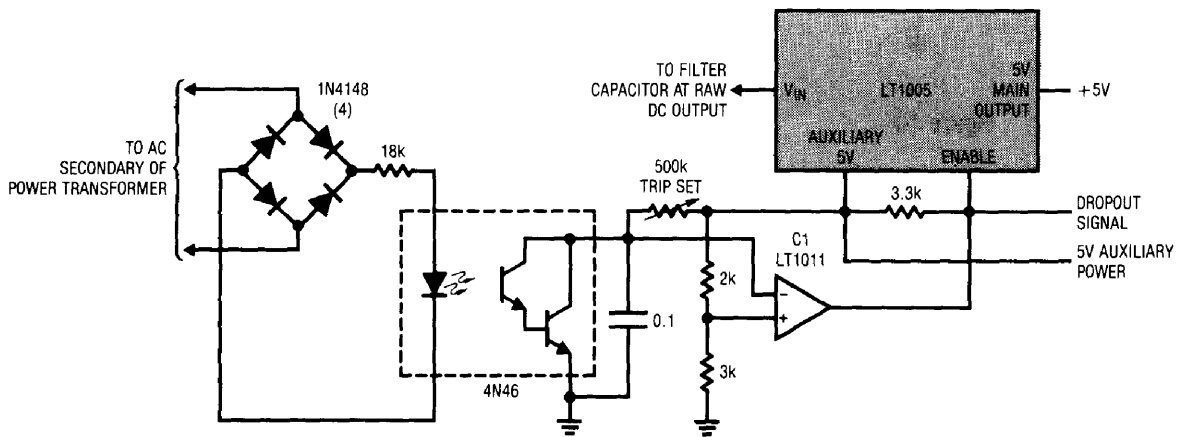 TO AC
SECONDARY OF
POWER TRANSFORMER
1N4148
(4)
18k
4N46
0.1
500k
TRIP SET
2k
3k
C1
LT1011
−
+
3.3k
TO FILTER
CAPACITOR AT RAW
DC OUTPUT
VIN
LT1005
5V
MAIN
OUTPUT
+5V
AUXILIARY
5V
ENABLE
DROPOUT
SIGNAL
5V AUXILIARY
POWER